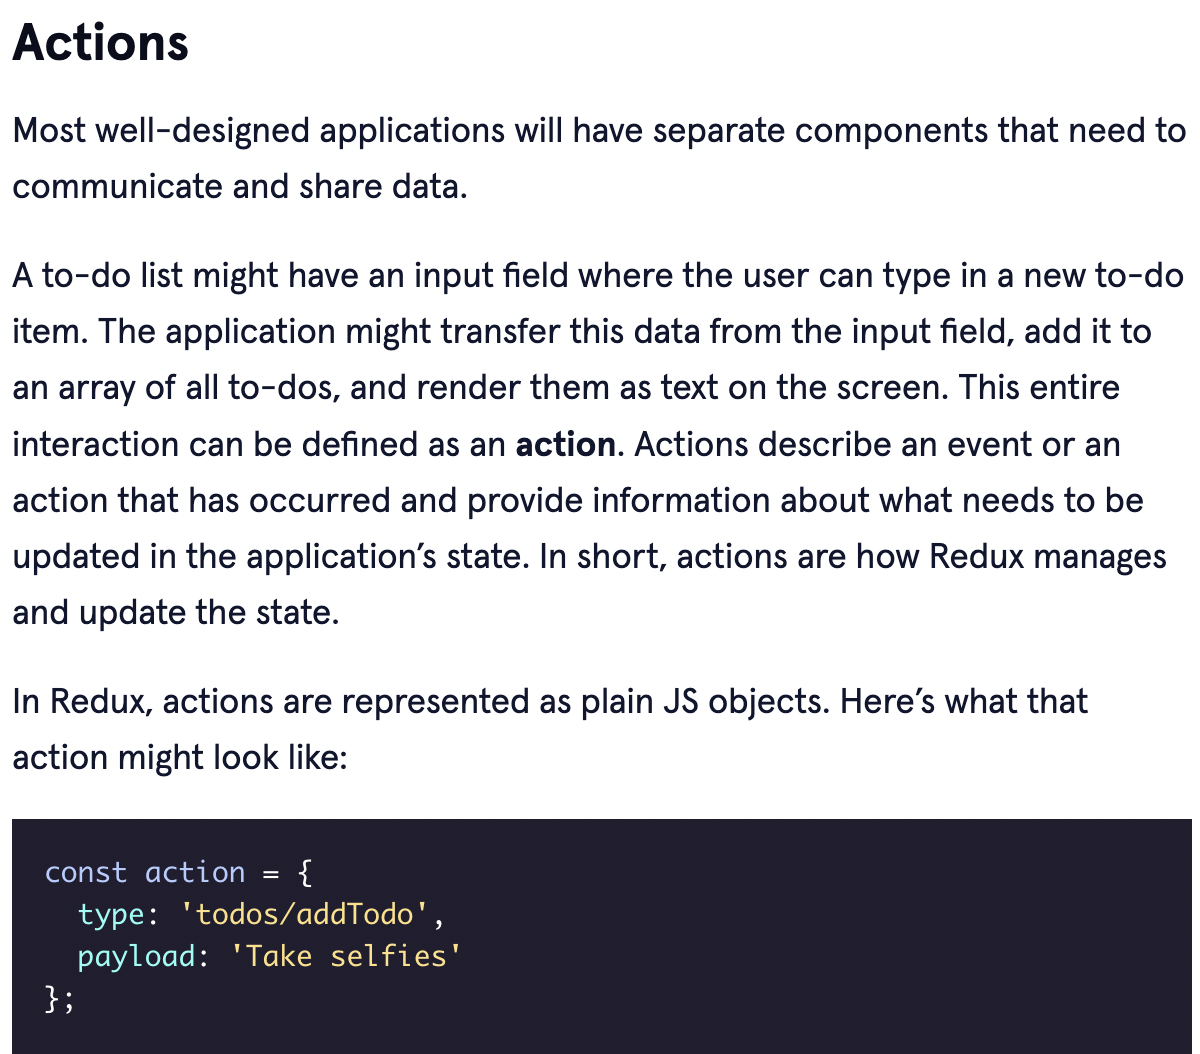 Actions
Most well-designed applications will have separate components that need to
communicate and share data.
A to-do list might have an input field where the user can type in a new to-do
item. The application might transfer this data from the input field, add it to
an array of all to-dos, and render them as text on the screen. This entire
interaction can be defined as an action. Actions describe an event or an
action that has occurred and provide information about what needs to be
updated in the application’s state. In short, actions are how Redux manages
and update the state.
In Redux, actions are represented as plain JS objects. Here’s what that
action might look like:
const action = {
  type: 'todos/addTodo',
  payload: 'Take selfies'
};